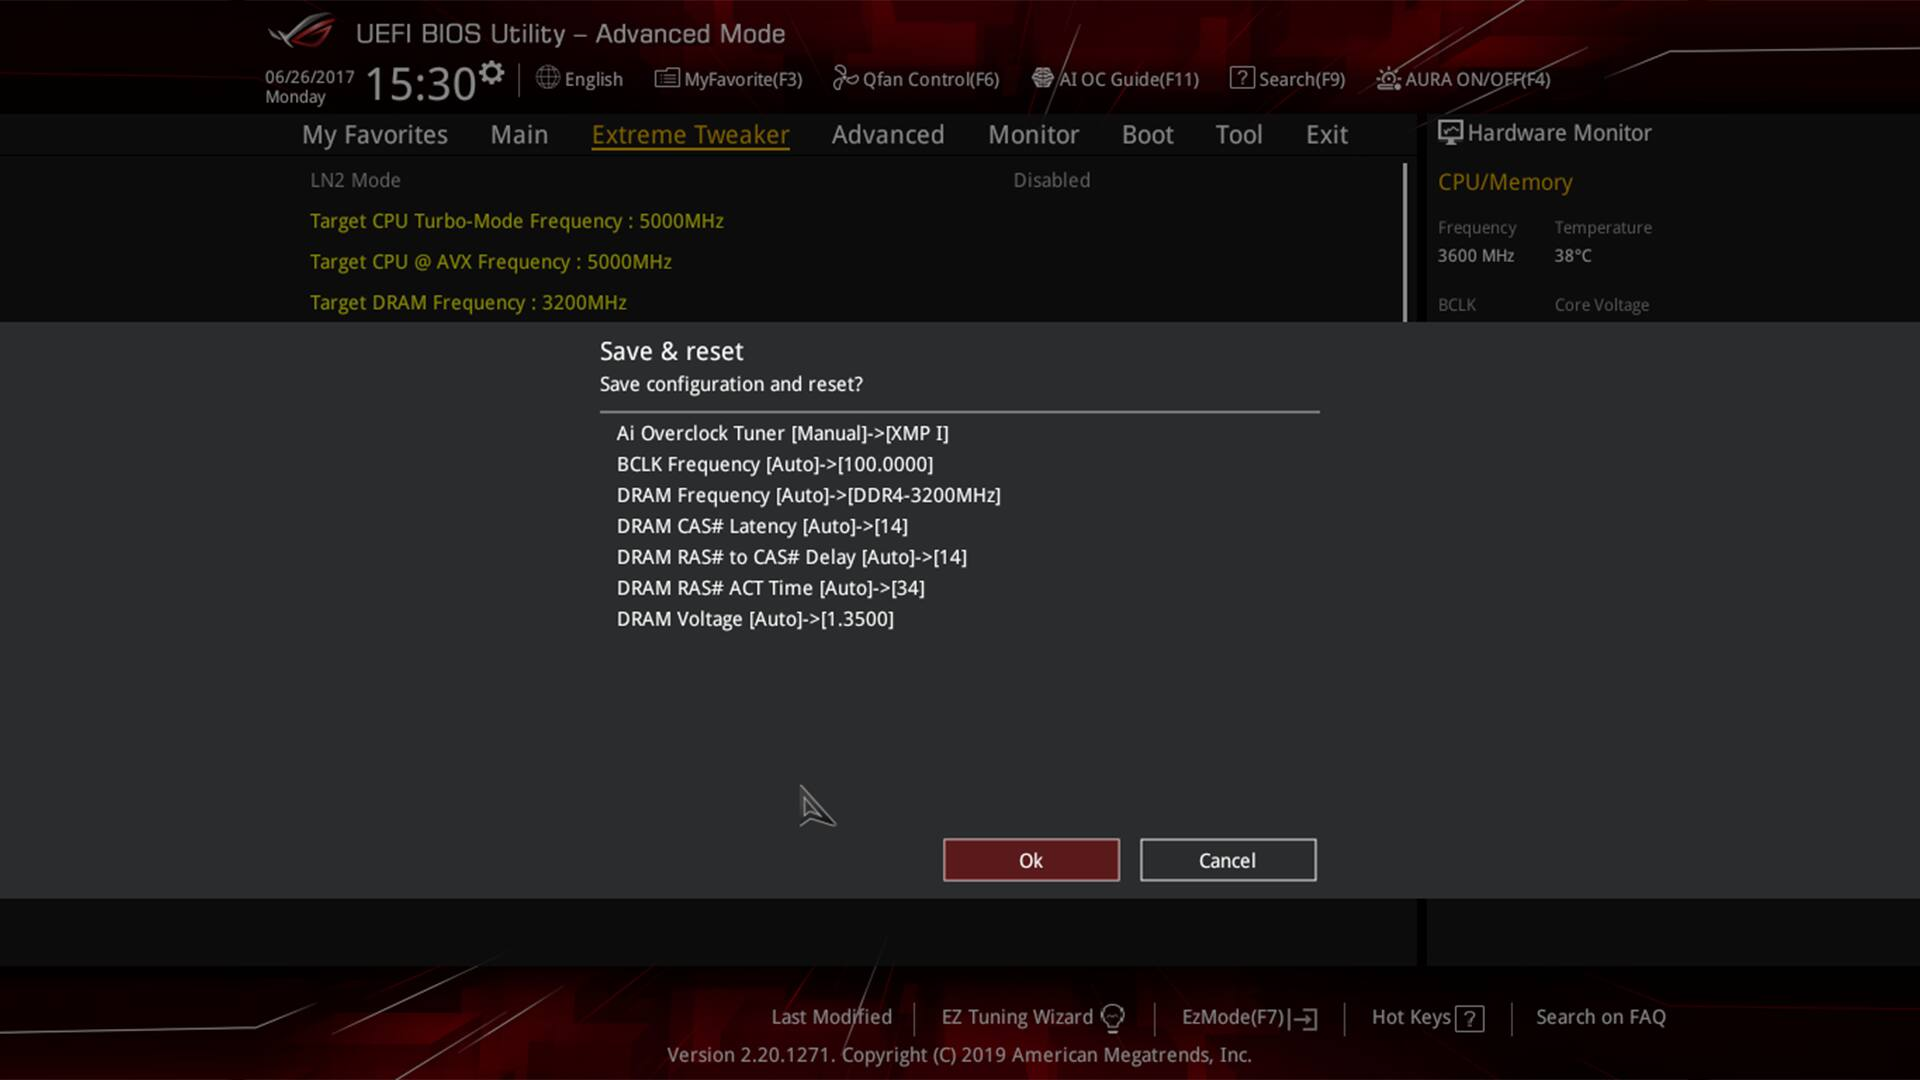 UEFI BIOS Utility – Advanced Mode
06/26/2017
Monday
15:30
English
MyFavorite(F3)
Qfan Control(F6)
AI OC Guide(F11)
Search(F9)
AURA ON/OFF(F4)
My Favorites
Main
Extreme Tweaker
Advanced
Monitor
Boot
Tool
Exit
Hardware Monitor
LN2 Mode
Disabled
Target CPU Turbo-Mode Frequency : 5000MHz
Target CPU @ AVX Frequency : 5000MHz
Target DRAM Frequency : 3200MHz
CPU/Memory
Frequency
Temperature
3600 MHz
38°C
BCLK
Core Voltage
Save & reset
Save configuration and reset?
Ai Overclock Tuner [Manual]->[XMP I]
BCLK Frequency [Auto]->[100.0000]
DRAM Frequency [Auto]->[DDR4-3200MHz]
DRAM CAS# Latency [Auto]->[14]
DRAM RAS# to CAS# Delay [Auto]->[14]
DRAM RAS# ACT Time [Auto]->[34]
DRAM Voltage [Auto]->[1.3500]
Ok
Cancel
Last Modified
EZ Tuning Wizard
EzMode(F7)
Hot Keys ?
Search on FAQ
Version 2.20.1271. Copyright (C) 2019 American Megatrends, Inc.